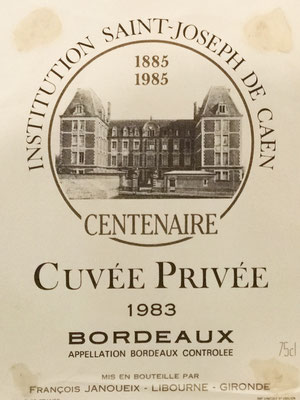 INSTITUTION SAINT-JOSEPH DE CAEN
1885
1985
CENTENAIRE
CUVÉE PRIVÉE
1983
BORDEAUX
APPELLATION BORDEAUX CONTROLEE
75cl
MIS EN BOUTEILLE PAR
FRANÇOIS JANOUEIX - LIBOURNE - GIRONDE